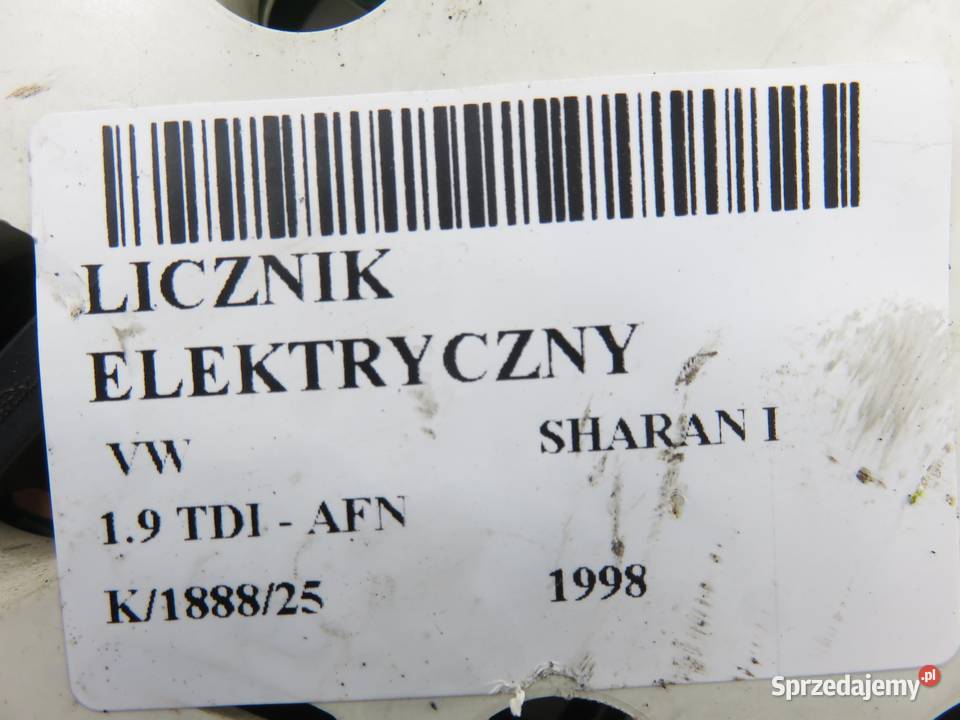 LICZNIK
ELEKTRYCZNY
VW SHARAN I
1.9 TDI - AFN
K/1888/25 1998
Sprzedajemy.pl